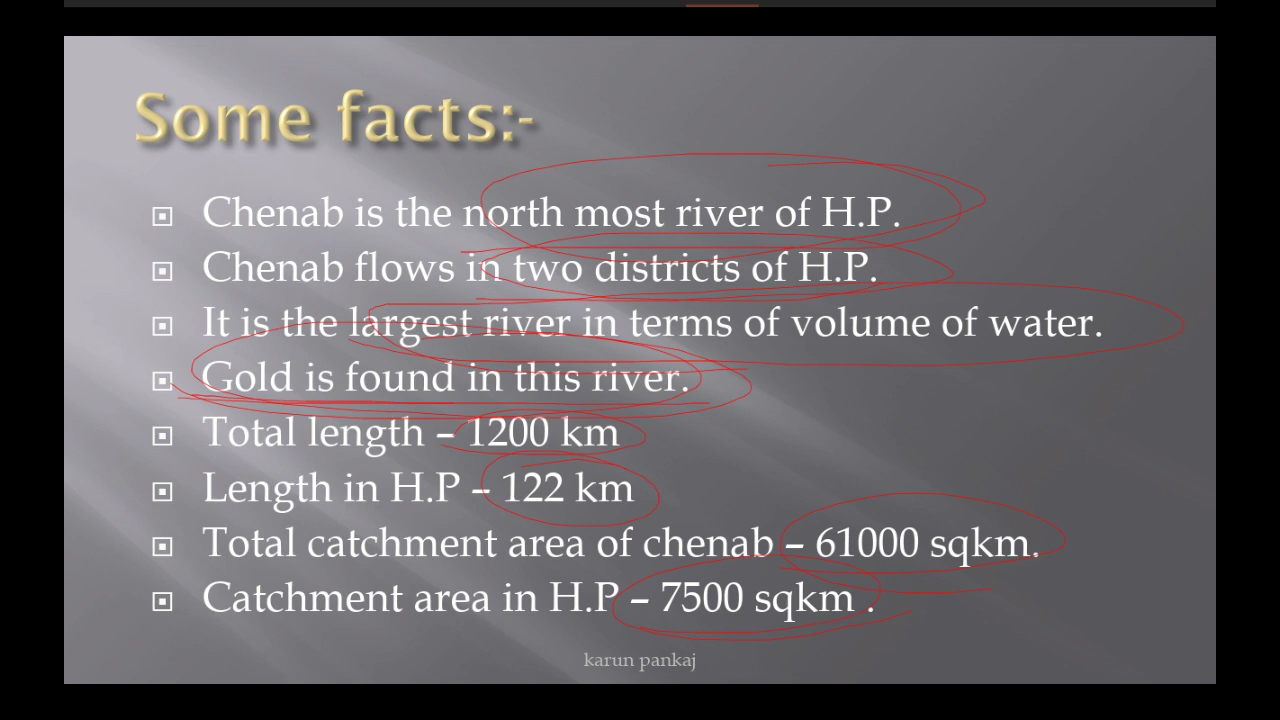 Some facts:-
Chenab is the north most river of H.P.
Chenab flows in two districts of H.P.
It is the largest river in terms of volume of water.
Gold is found in this river.
Total length – 1200 km
Length in H.P – 122 km
Total catchment area of chenab – 61000 sqkm.
Catchment area in H.P – 7500 sqkm .
karun pankaj